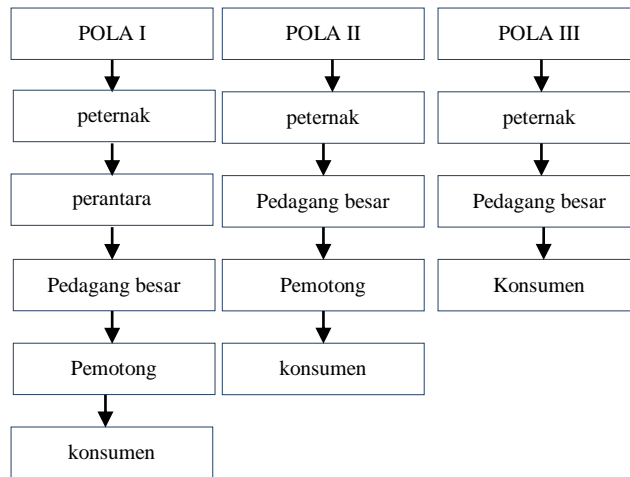 POLA I
peternak
perantara
Pedagang besar
Pemotong
konsumen
POLA II
peternak
Pedagang besar
Pemotong
konsumen
POLA III
peternak
Pedagang besar
Konsumen